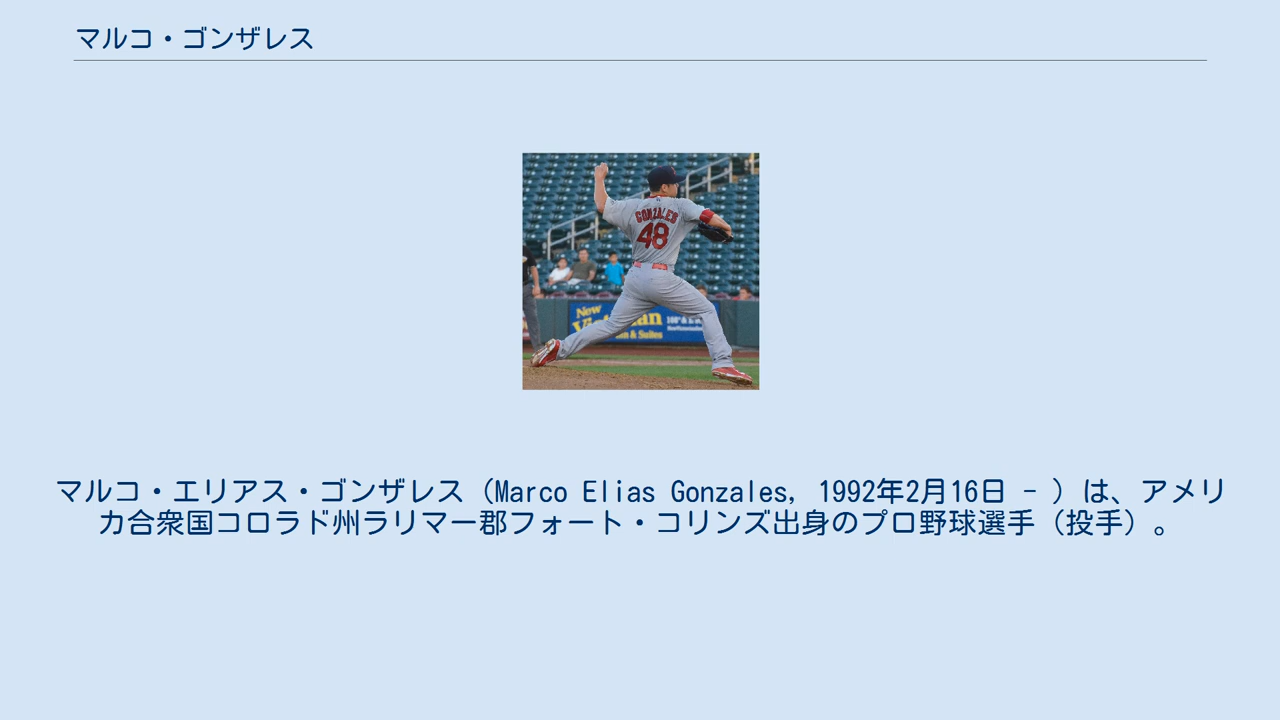 マルコ・ゴンザレス
GONZALES
48
New
マルコ・エリアス・ゴンザレス（Marco Elias Gonzales, 1992年2月16日 - ）は、アメリ
カ合衆国コロラド州ラリマー郡フォート・コリンズ出身のプロ野球選手（投手）。